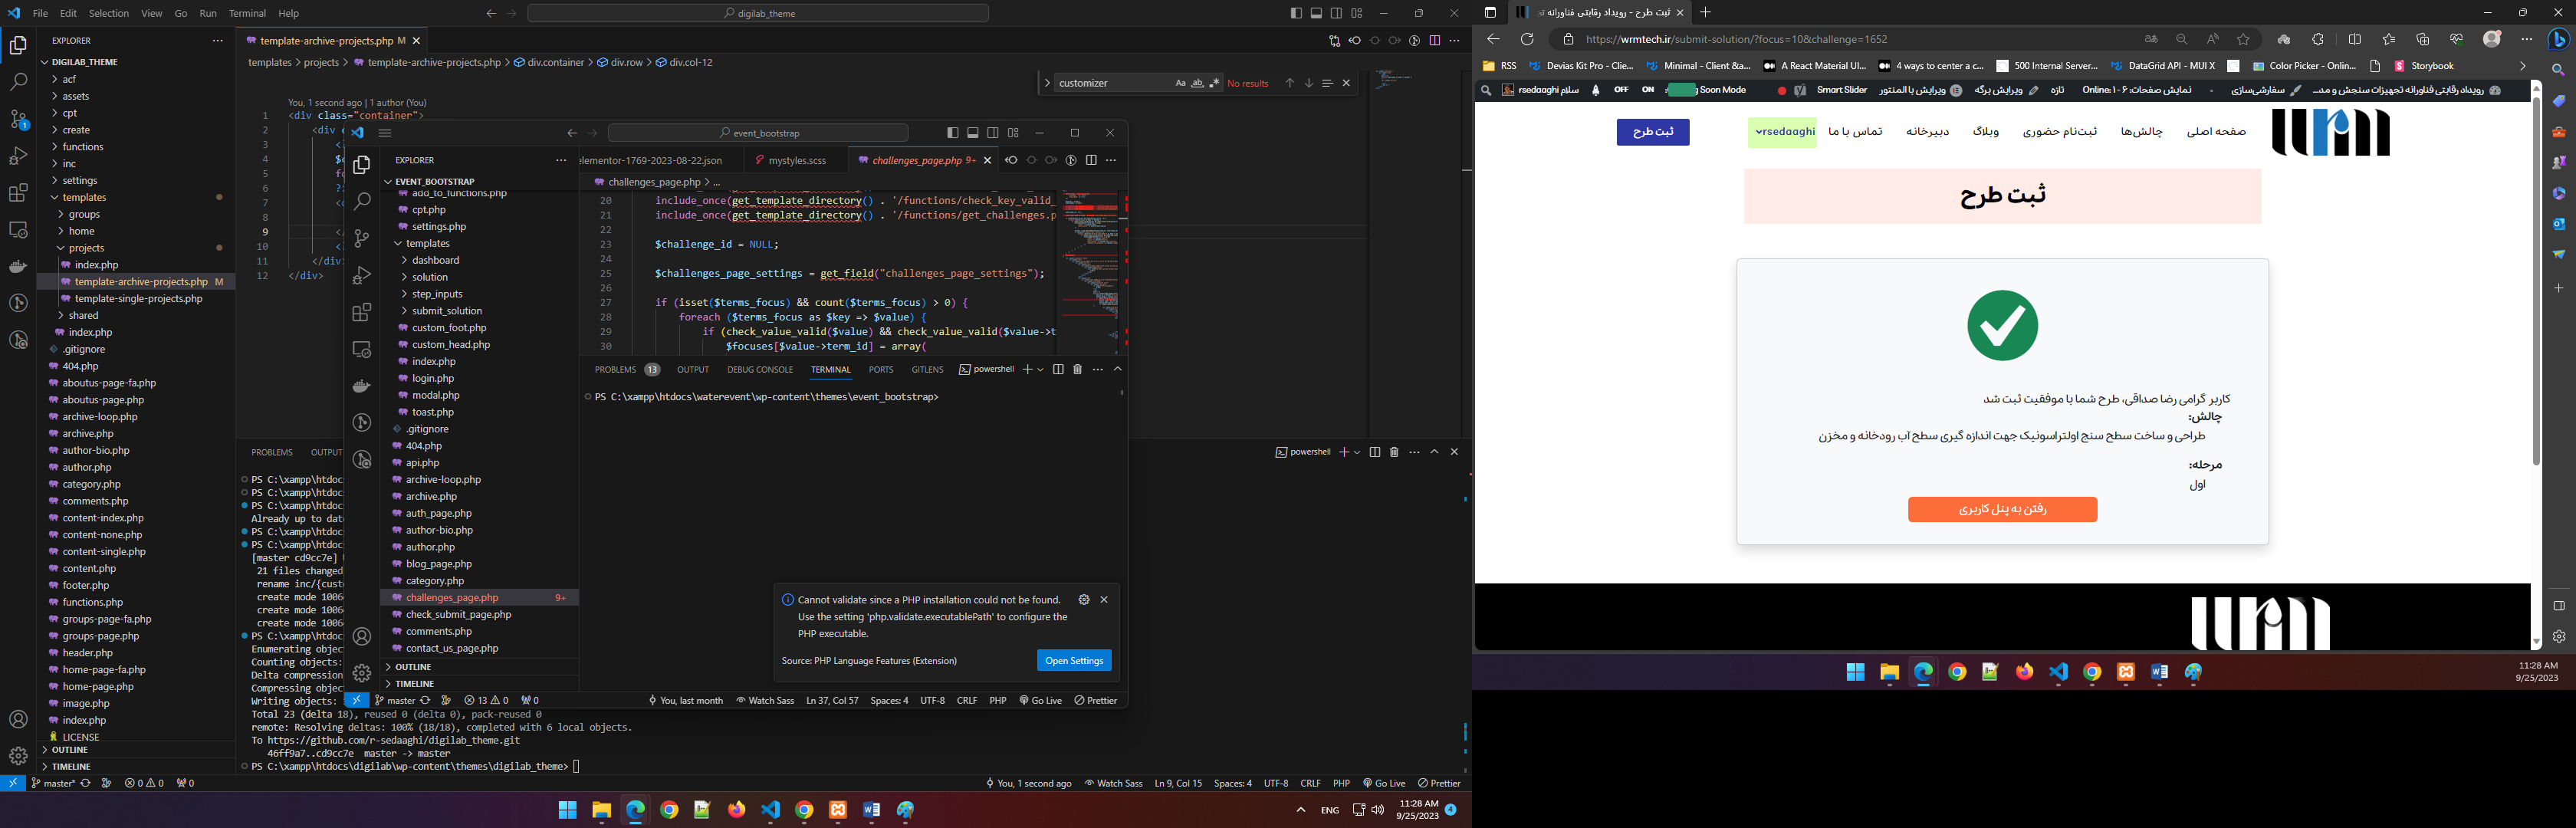 File Edit Selection View Go Run Terminal Help
digilab_theme
EXPLORER
DIGILAB_THEME
acf
assets
cpt
create
functions
inc
settings
templates
groups
home
projects
index.php
template-archive-projects.php M
template-single-projects.php
shared
index.php
.gitignore
404.php
aboutus-page-fa.php
aboutus-page.php
archive-loop.php
archive.php
author-bio.php
author.php
category.php
comments.php
content-index.php
content-none.php
content-single.php
content.php
footer.php
functions.php
groups-page-fa.php
groups-page.php
header.php
home-page-fa.php
home-page.php
image.php
index.php
LICENSE
OUTLINE
TIMELINE
master* 0 0 0
template-archive-projects.php M
templates > projects > template-archive-projects.php > div.container > div.row > div.col-12
customizer Aa ab No results
You, 1 second ago | 1 author (You)
1 <div class="container">
2 <div c
3 <
4 $
5 fo
6 ?
7 <
8
9 </
10 <
11 </di
12 </div>
PROBLEMS OUTPUT
powershell
PS C:\xampp\htdocs
PS C:\xampp\htdocs
PS C:\xampp\htdocs
Already up to dat
PS C:\xampp\htdocs
PS C:\xampp\htdocs
[master cd9cc7e]
21 files changed
rename inc/{cust
create mode 1006
create mode 1006
create mode 1006
PS C:\xampp\htdocs
Enumerating objec
Counting objects:
Delta compression
Compressing objec
Writing objects:
Total 23 (delta 18), reused 0 (delta 0), pack-reused 0
remote: Resolving deltas: 100% (18/18), completed with 6 local objects.
To https://github.com/r-sedaaghi/digilab_theme.git
46ff9a7..cd9cc7e master -> master
PS C:\xampp\htdocs\digilab\wp-content\themes\digilab_theme>
You, 1 second ago Watch Sass Ln 9, Col 15 Spaces: 4 UTF-8 CRLF PHP Go Live Prettier
event_bootstrap
EXPLORER
EVENT_BOOTSTRAP
add_to_functions.php
cpt.php
settings.php
templates
dashboard
solution
step_inputs
submit_solution
custom_foot.php
custom_head.php
index.php
login.php
modal.php
toast.php
.gitignore
404.php
api.php
archive-loop.php
archive.php
auth_page.php
author-bio.php
author.php
blog_page.php
category.php
challenges_page.php 9+
check_submit_page.php
comments.php
contact_us_page.php
OUTLINE
TIMELINE
elementor-1769-2023-08-22.json mystyles.scss challenges_page.php 9+
challenges_page.php > ...
20 include_once(get_template_directory() . '/functions/check_key_valid_
21 include_once(get_template_directory() . '/functions/get_challenges.p
22
23 $challenge_id = NULL;
24
25 $challenges_page_settings = get_field("challenges_page_settings");
26
27 if (isset($terms_focus) && count($terms_focus) > 0) {
28 foreach ($terms_focus as $key => $value) {
29 if (check_value_valid($value) && check_value_valid($value->t
30 $focuses[$value->term_id] = array(
PROBLEMS 13 OUTPUT DEBUG CONSOLE TERMINAL PORTS GITLENS powershell
PS C:\xampp\htdocs\waterevent\wp-content\themes\event_bootstrap>
Cannot validate since a PHP installation could not be found.
Use the setting 'php.validate.executablePath' to configure the
PHP executable.
Source: PHP Language Features (Extension) Open Settings
master 13 0 0 You, last month Watch Sass Ln 37, Col 57 Spaces: 4 UTF-8 CRLF PHP Go Live Prettier
ENG 11:28 AM 4
9/25/2023
ثبت طرح - رویداد رقابتی فناورانه
https://wrmtech.ir/submit-solution/?focus=10&challenge=1652
RSS Devias Kit Pro - Clie... Minimal - Client &a... A React Material UI... 4 ways to center a c... 500 Internal Server... DataGrid API - MUI X Color Picker - Onlin... Storybook
رویداد رقابتی فناورانه تجهیزات سنجش و مد... سفارشی‌سازی نمایش صفحات: ۶ - Online: ۱ تازه ویرایش برگه ویرایش با المنتور Smart Slider Soon Mode ON OFF سلام rsedaaghi
صفحه اصلی چالش‌ها ثبت‌نام حضوری وبلاگ دبیرخانه تماس با ما rsedaaghi ثبت طرح
ثبت طرح
کاربر گرامی رضا صداقی، طرح شما با موفقیت ثبت شد
چالش:
طراحی و ساخت سطح سنج اولتراسونیک جهت اندازه گیری سطح آب رودخانه و مخزن
مرحله:
اول
رفتن به پنل کاربری
11:28 AM
9/25/2023